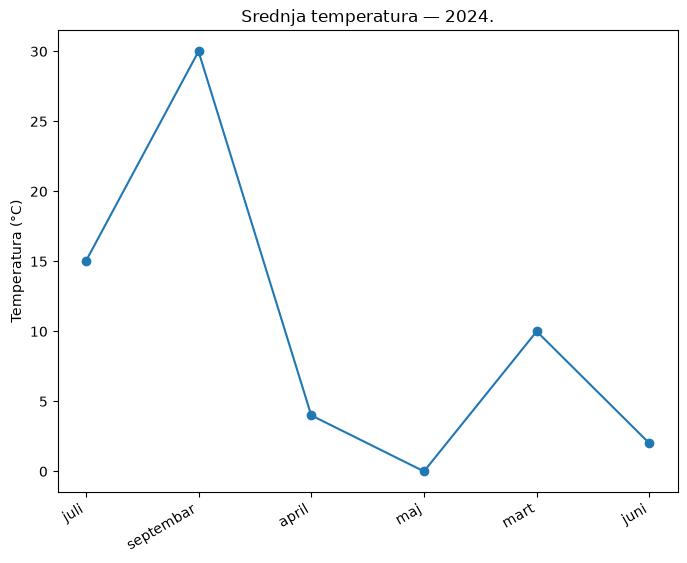 Srednja temperatura — 2024.
Temperatura (°C)
30
25
20
15
10
5
0
juli
septembar
april
maj
mart
juni